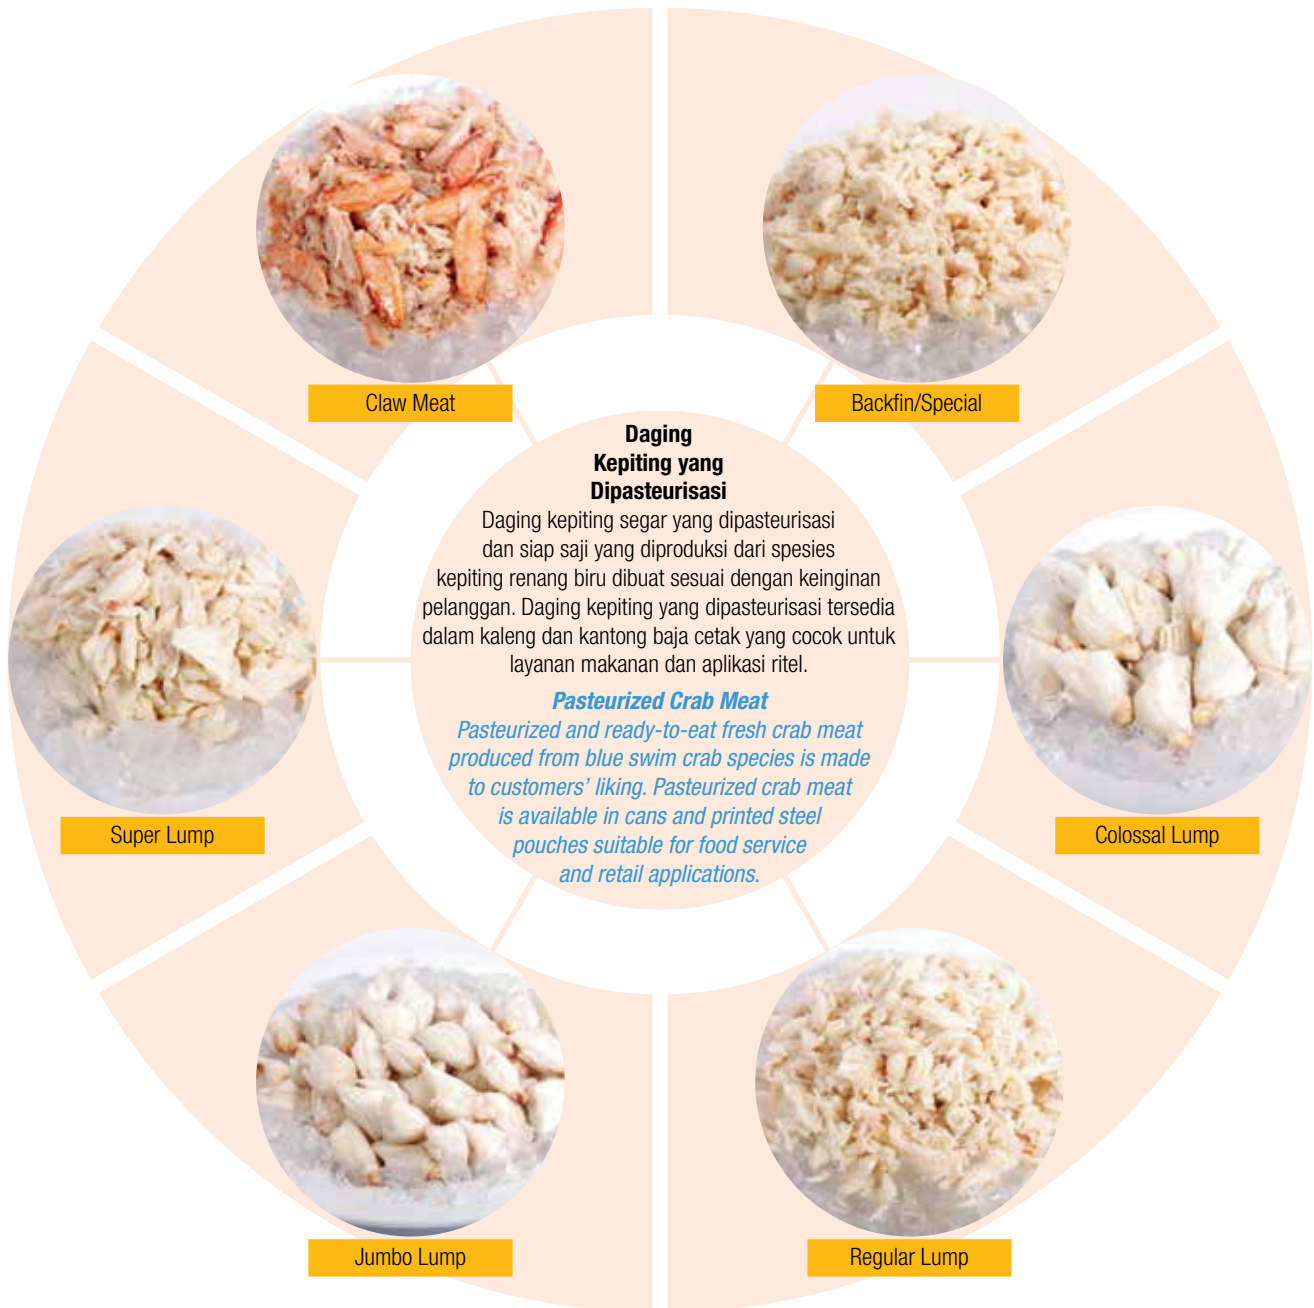 Claw Meat
Backfin/Special
Daging
Kepiting yang
Dipasteurisasi
Daging kepiting segar yang dipasteurisasi
dan siap saji yang diproduksi dari spesies
kepiting renang biru dibuat sesuai dengan keinginan
pelanggan. Daging kepiting yang dipasteurisasi tersedia
dalam kaleng dan kantong baja cetak yang cocok untuk
layanan makanan dan aplikasi ritel.
Pasteurized Crab Meat
Pasteurized and ready-to-eat fresh crab meat
produced from blue swim crab species is made
to customers’ liking. Pasteurized crab meat
is available in cans and printed steel
pouches suitable for food service
and retail applications.
Super Lump
Colossal Lump
Jumbo Lump
Regular Lump